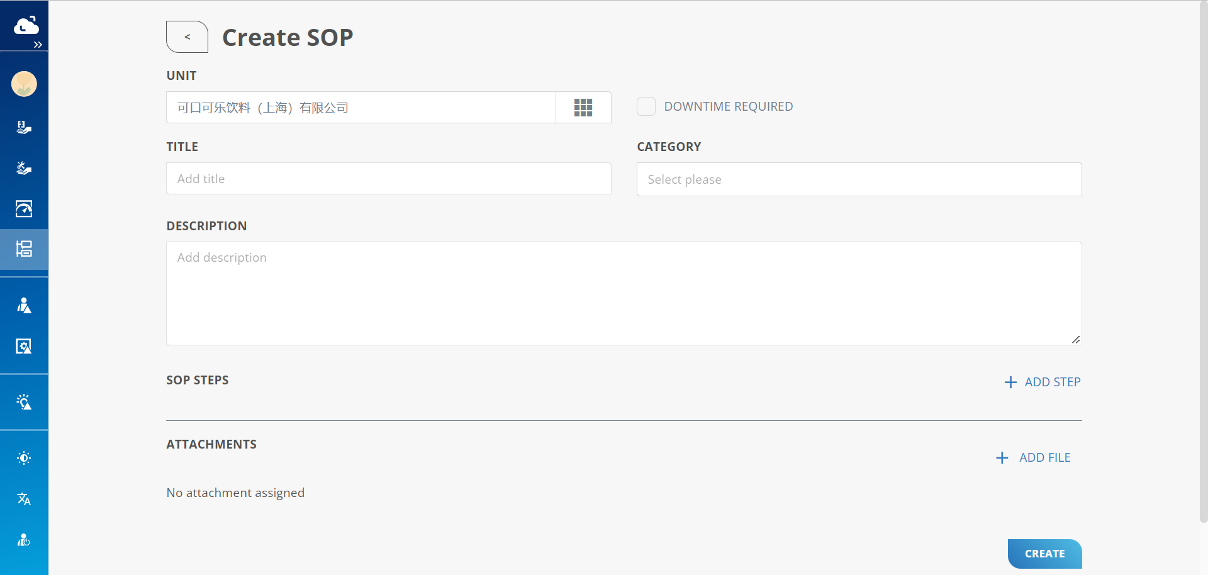 <
Create SOP
UNIT
可口可乐饮料（上海）有限公司
DOWNTIME REQUIRED
TITLE
CATEGORY
Add title
Select please
DESCRIPTION
Add description
SOP STEPS
+ ADD STEP
ATTACHMENTS
+ ADD FILE
No attachment assigned
CREATE